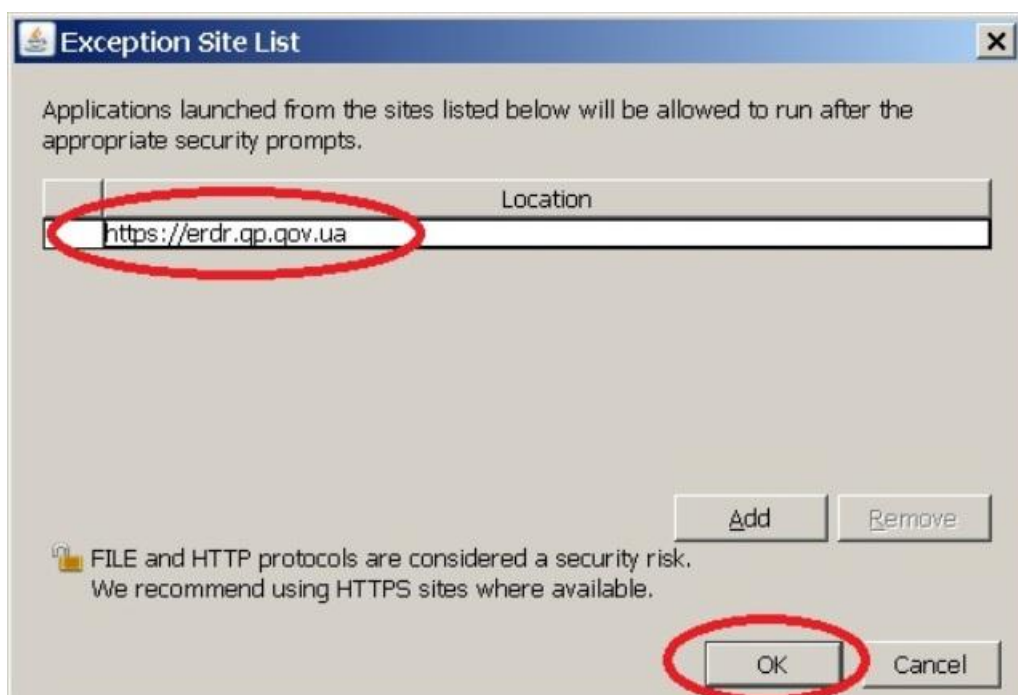 Exception Site List
Applications launched from the sites listed below will be allowed to run after the
appropriate security prompts.
Location
https://erdr.gp.gov.ua
Add
Remove
FILE and HTTP protocols are considered a security risk.
We recommend using HTTPS sites where available.
OK
Cancel